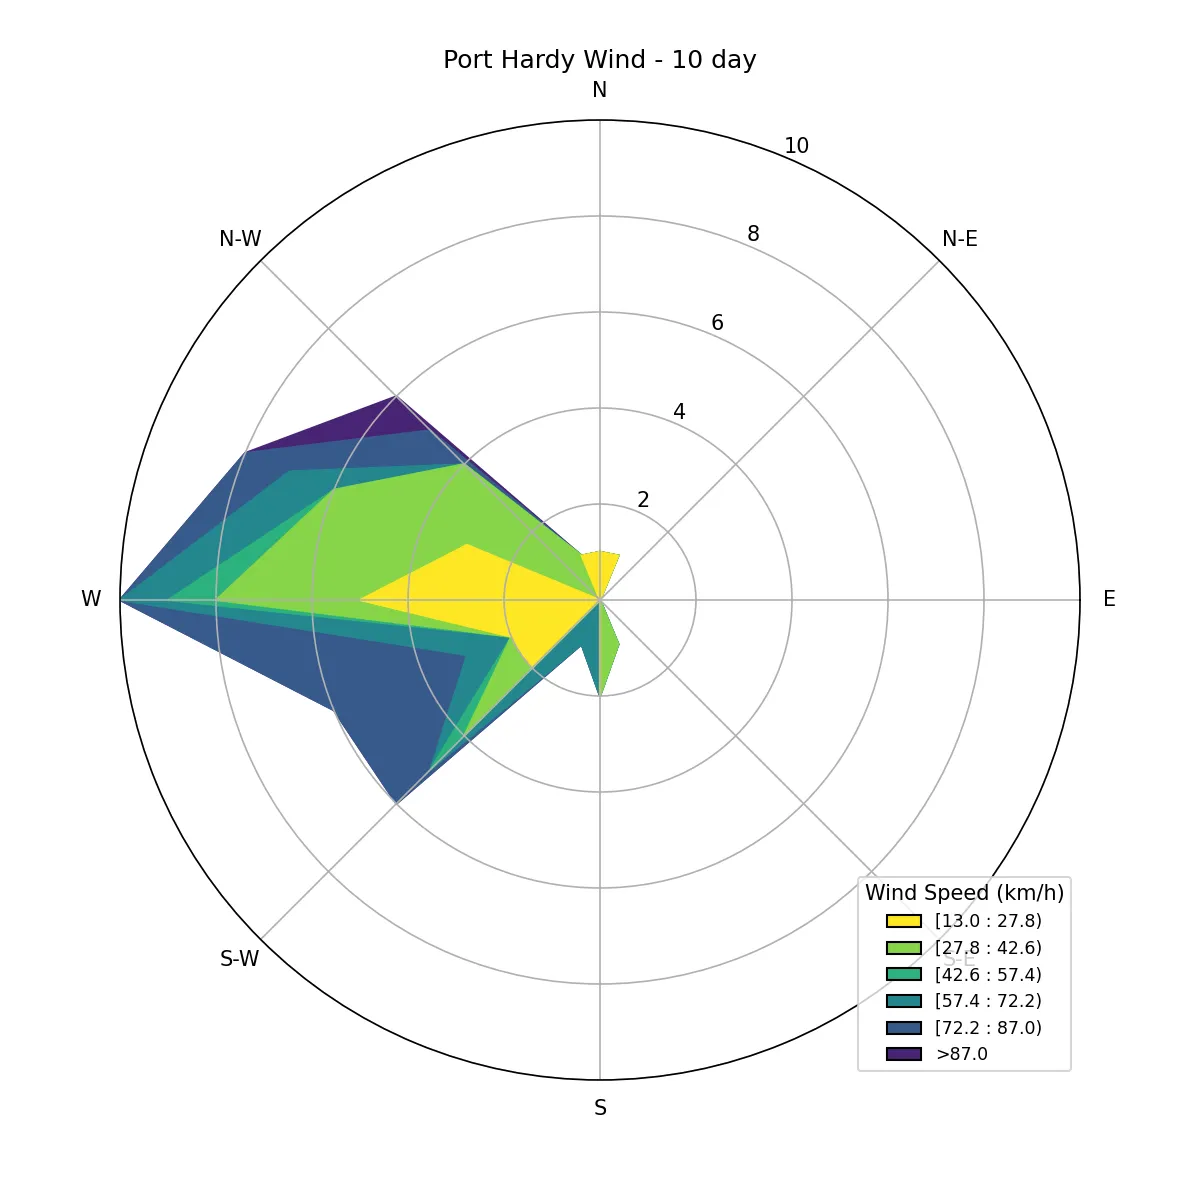 Port Hardy Wind - 10 day
N
10
N-W
8
N-E
6
4
2
W
E
S-W
S-E
Wind Speed (km/h)
[13.0 : 27.8)
[27.8 : 42.6)
[42.6 : 57.4)
[57.4 : 72.2)
[72.2 : 87.0)
>87.0
S